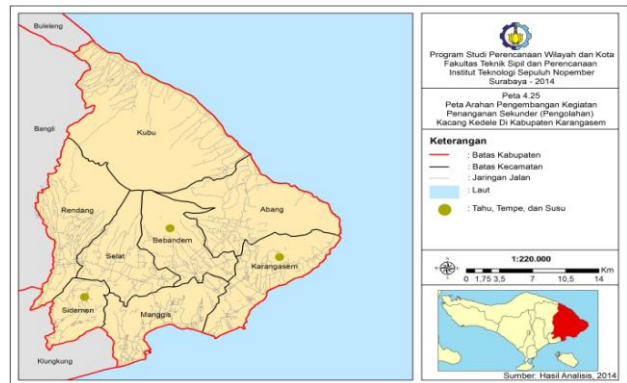 Buleleng
Bangli
Kubu
Rendang
Abang
Bebandem
Selat
Karangasem
Sidemen
Manggis
Klungkung
Program Studi Perencanaan Wilayah dan Kota
Fakultas Teknik Sipil dan Perencanaan
Institut Teknologi Sepuluh Nopember
Surabaya - 2014
Peta 4.25
Peta Arahan Pengembangan Kegiatan
Penanganan Sekunder (Pengolahan)
Kacang Kedele Di Kabupaten Karangasem
Keterangan
: Batas Kabupaten
: Batas Kecamatan
: Jaringan Jalan
: Laut
: Tahu, Tempe, dan Susu
1:220.000
Km
0 1,75 3,5 7 10,5 14
Sumber: Hasil Analisis, 2014